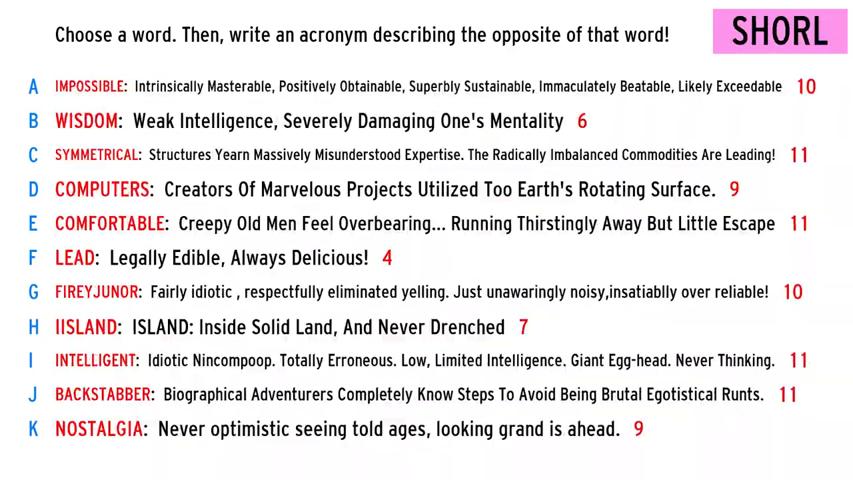 Choose a word. Then, write an acronym describing the opposite of that word! SHORL
A IMPOSSIBLE: Intrinsically Masterable, Positively Obtainable, Superbly Sustainable, Immaculately Beatable, Likely Exceedable 10
B WISDOM: Weak Intelligence, Severely Damaging One's Mentality 6
C SYMMETRICAL: Structures Yearn Massively Misunderstood Expertise. The Radically Imbalanced Commodities Are Leading! 11
D COMPUTERS: Creators Of Marvelous Projects Utilized Too Earth's Rotating Surface. 9
E COMFORTABLE: Creepy Old Men Feel Overbearing... Running Thirstingly Away But Little Escape 11
F LEAD: Legally Edible, Always Delicious! 4
G FIREYJUNOR: Fairly idiotic , respectfully eliminated yelling. Just unawaringly noisy,insatiablly over reliable! 10
H IISLAND: ISLAND: Inside Solid Land, And Never Drenched 7
I INTELLIGENT: Idiotic Nincompoop. Totally Erroneous. Low, Limited Intelligence. Giant Egg-head. Never Thinking. 11
J BACKSTABBER: Biographical Adventurers Completely Know Steps To Avoid Being Brutal Egotistical Runts. 11
K NOSTALGIA: Never optimistic seeing told ages, looking grand is ahead. 9